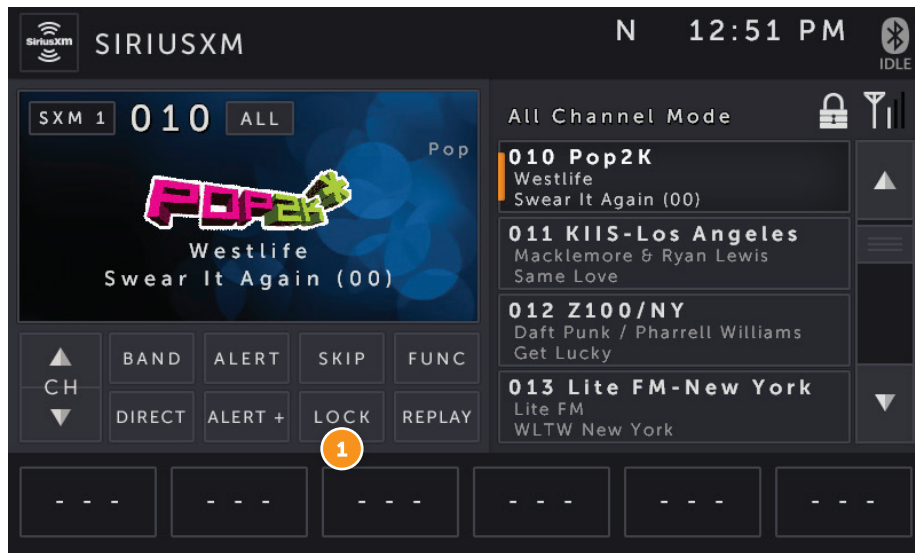 SiriusXM
SIRIUSXM
N 12:51 PM
IDLE
SXM 1 010 ALL
Pop
POP2K
Westlife
Swear It Again (00)
CH
BAND ALERT SKIP FUNC
DIRECT ALERT + LOCK REPLAY
1
All Channel Mode
010 Pop2K
Westlife
Swear It Again (00)
011 KIIS-Los Angeles
Macklemore & Ryan Lewis
Same Love
012 Z100/NY
Daft Punk / Pharrell Williams
Get Lucky
013 Lite FM-New York
Lite FM
WLTW New York
- - - - - - - - - - - - - - - - - -